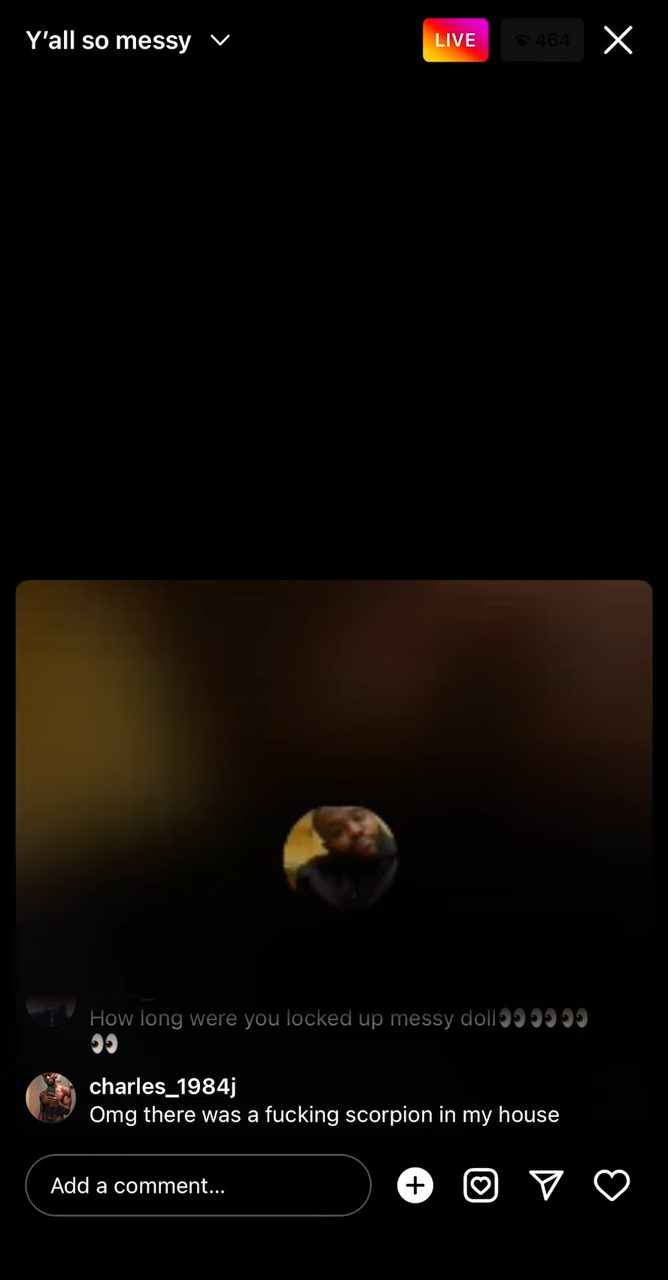 Y’all so messy
LIVE
464
How long were you locked up messy doll👀👀👀
👀
charles_1984j
Omg there was a fucking scorpion in my house
Add a comment...